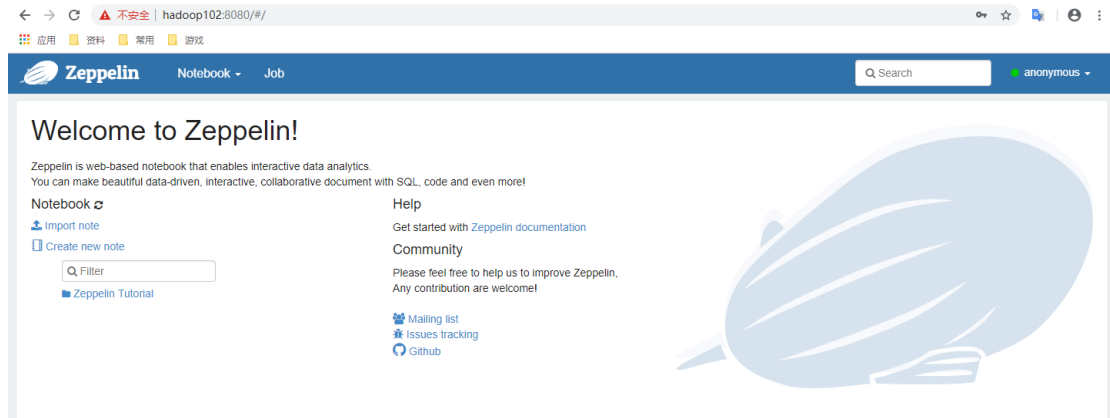 不安全 | hadoop102:8080/#/
应用 资料 常用 游戏
Zeppelin Notebook Job Search anonymous
Welcome to Zeppelin!
Zeppelin is web-based notebook that enables interactive data analytics.
You can make beautiful data-driven, interactive, collaborative document with SQL, code and even more!
Notebook
Import note
Create new note
Filter
Zeppelin Tutorial
Help
Get started with Zeppelin documentation
Community
Please feel free to help us to improve Zeppelin,
Any contribution are welcome!
Mailing list
Issues tracking
Github